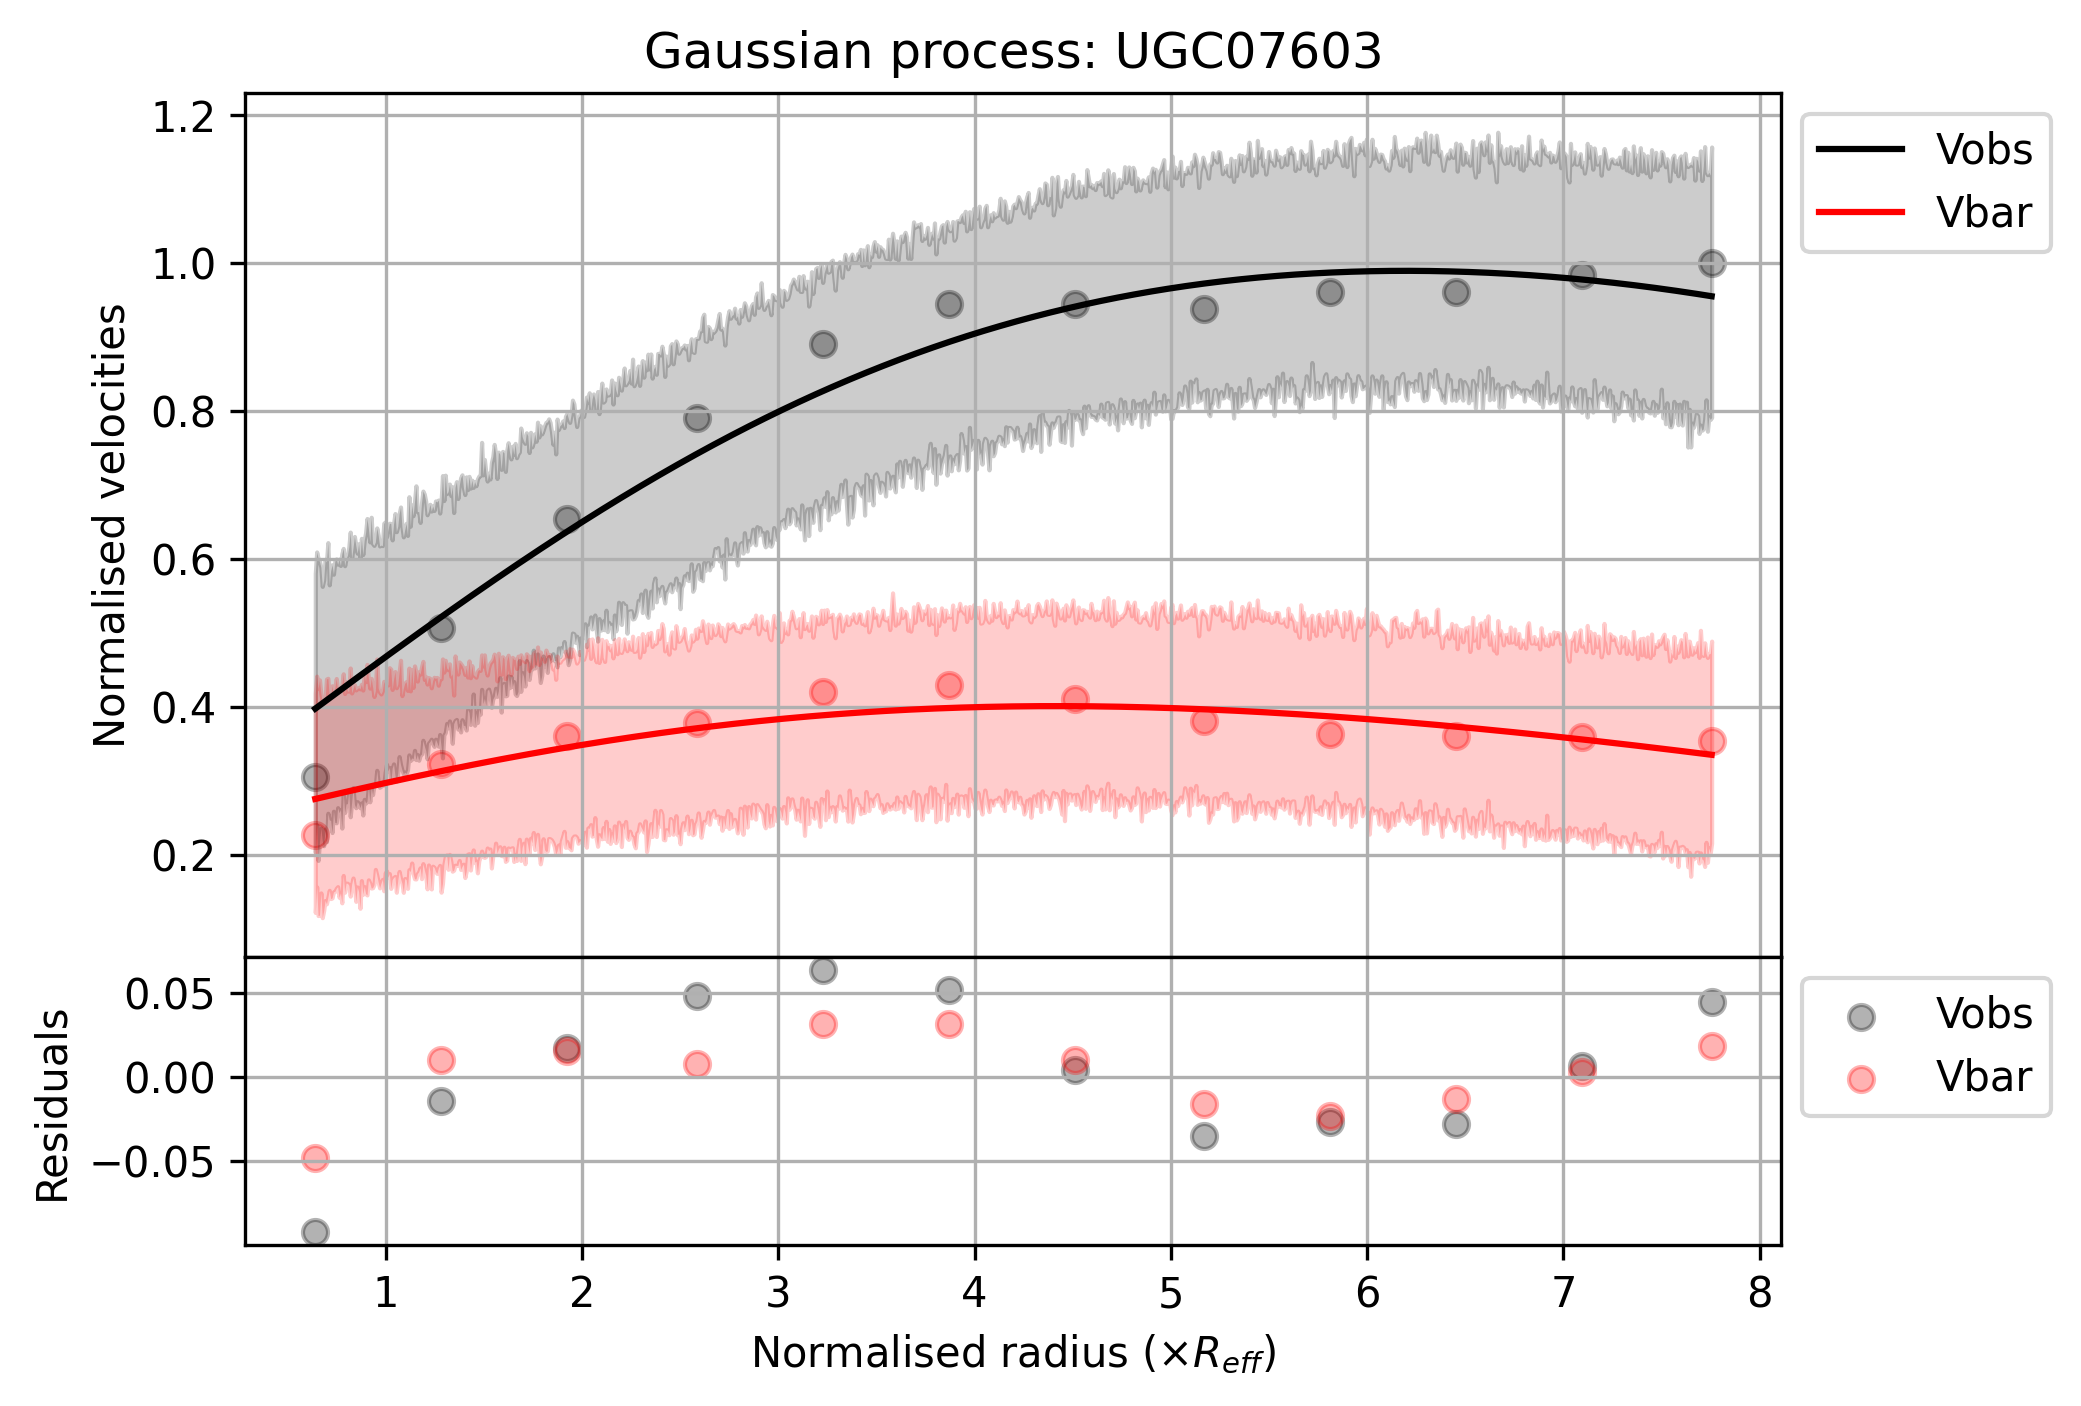 Gaussian process: UGC07603
1.2
1.0
0.8
0.6
0.4
0.2
Normalised velocities
Vobs
Vbar
0.05
0.00
−0.05
Residuals
Vobs
Vbar
1 2 3 4 5 6 7 8
Normalised radius (×R_{eff})